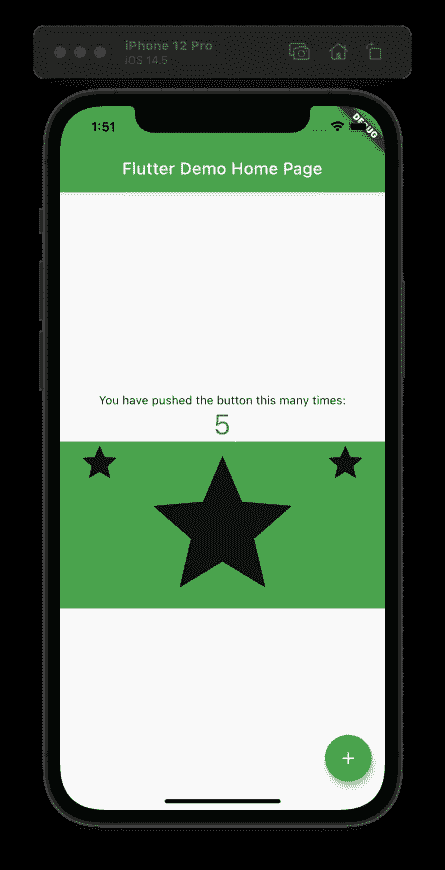 iPhone 12 Pro
iOS 14.5
1:51
DEBUG
Flutter Demo Home Page
You have pushed the button this many times:
5
+